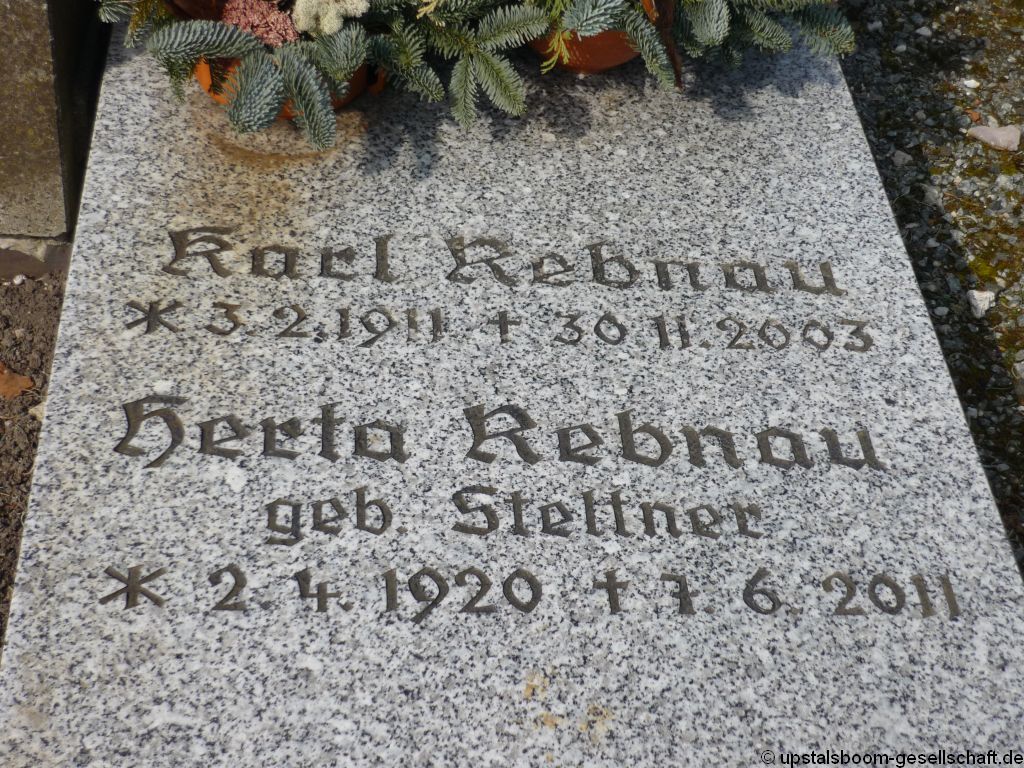 Karl Rebnau
* 3. 2. 1911 † 30. 11. 2003
Herta Rebnau
geb. Stettner
* 2. 4. 1920 † 7. 6. 2011
© upstalsboom-gesellschaft.de